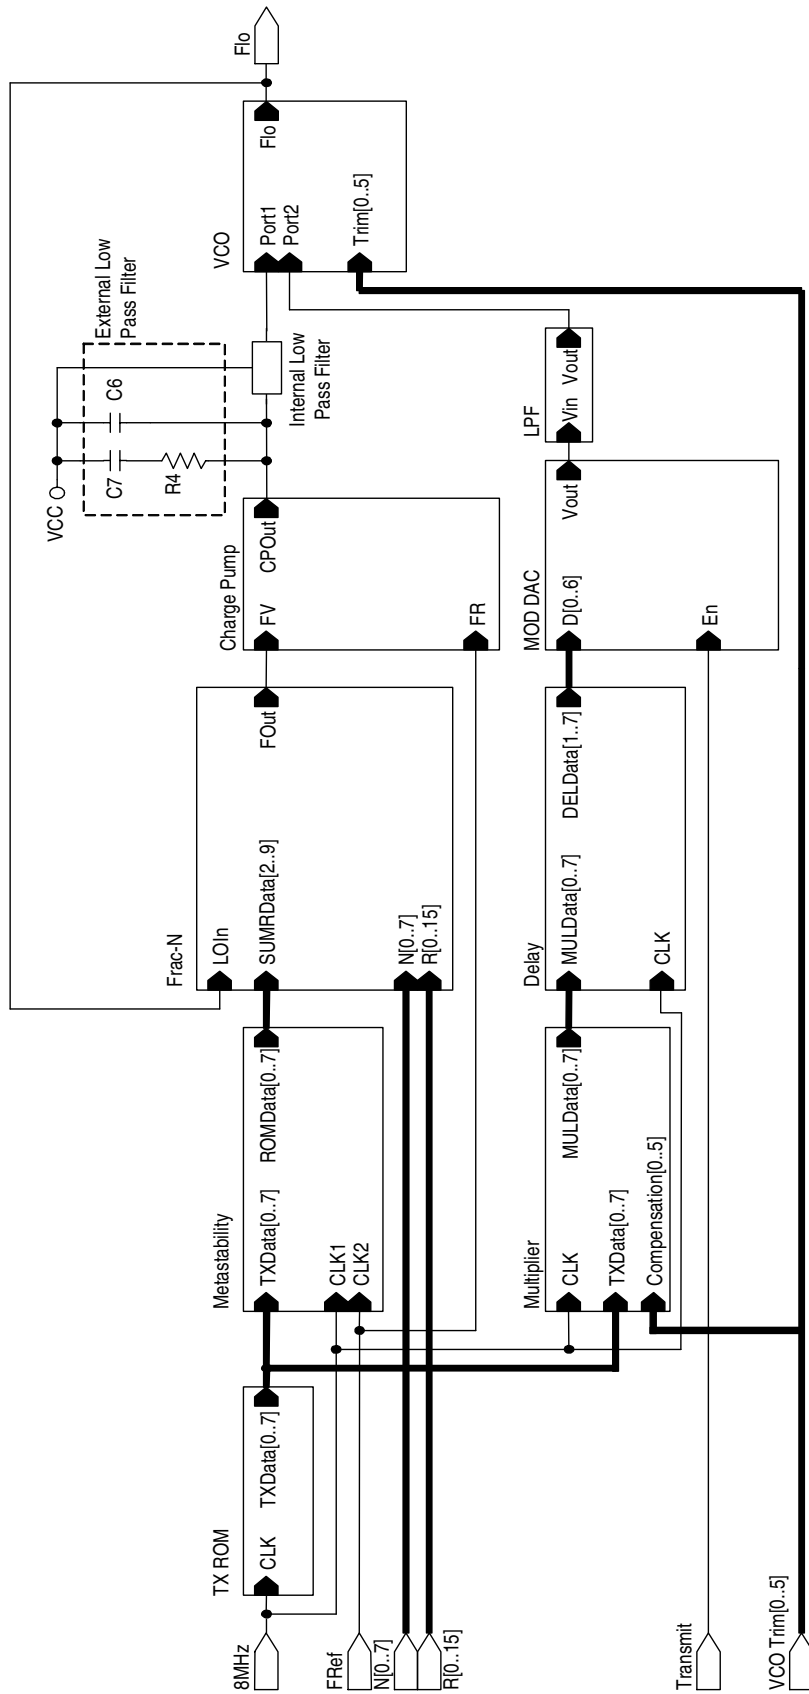 8MHz
FRef
N[0..7]
R[0..15]
Transmit
VCO Trim[0..5]
TX ROM
CLK
TXData[0..7]
Metastability
TXData[0..7]
ROMData[0..7]
CLK1
CLK2
Multiplier
CLK
MULData[0..7]
TXData[0..7]
Compensation[0..5]
Frac-N
LOIn
SUMRData[2..9]
FOut
N[0..7]
R[0..15]
Delay
MULData[0..7]
DELData[1..7]
CLK
Charge Pump
FV
CPOut
FR
MOD DAC
D[0..6]
Vout
En
VCC
C7
C6
R4
External Low
Pass Filter
Internal Low
Pass Filter
LPF
Vin
Vout
VCO
Port1
Port2
Flo
Trim[0..5]
Flo